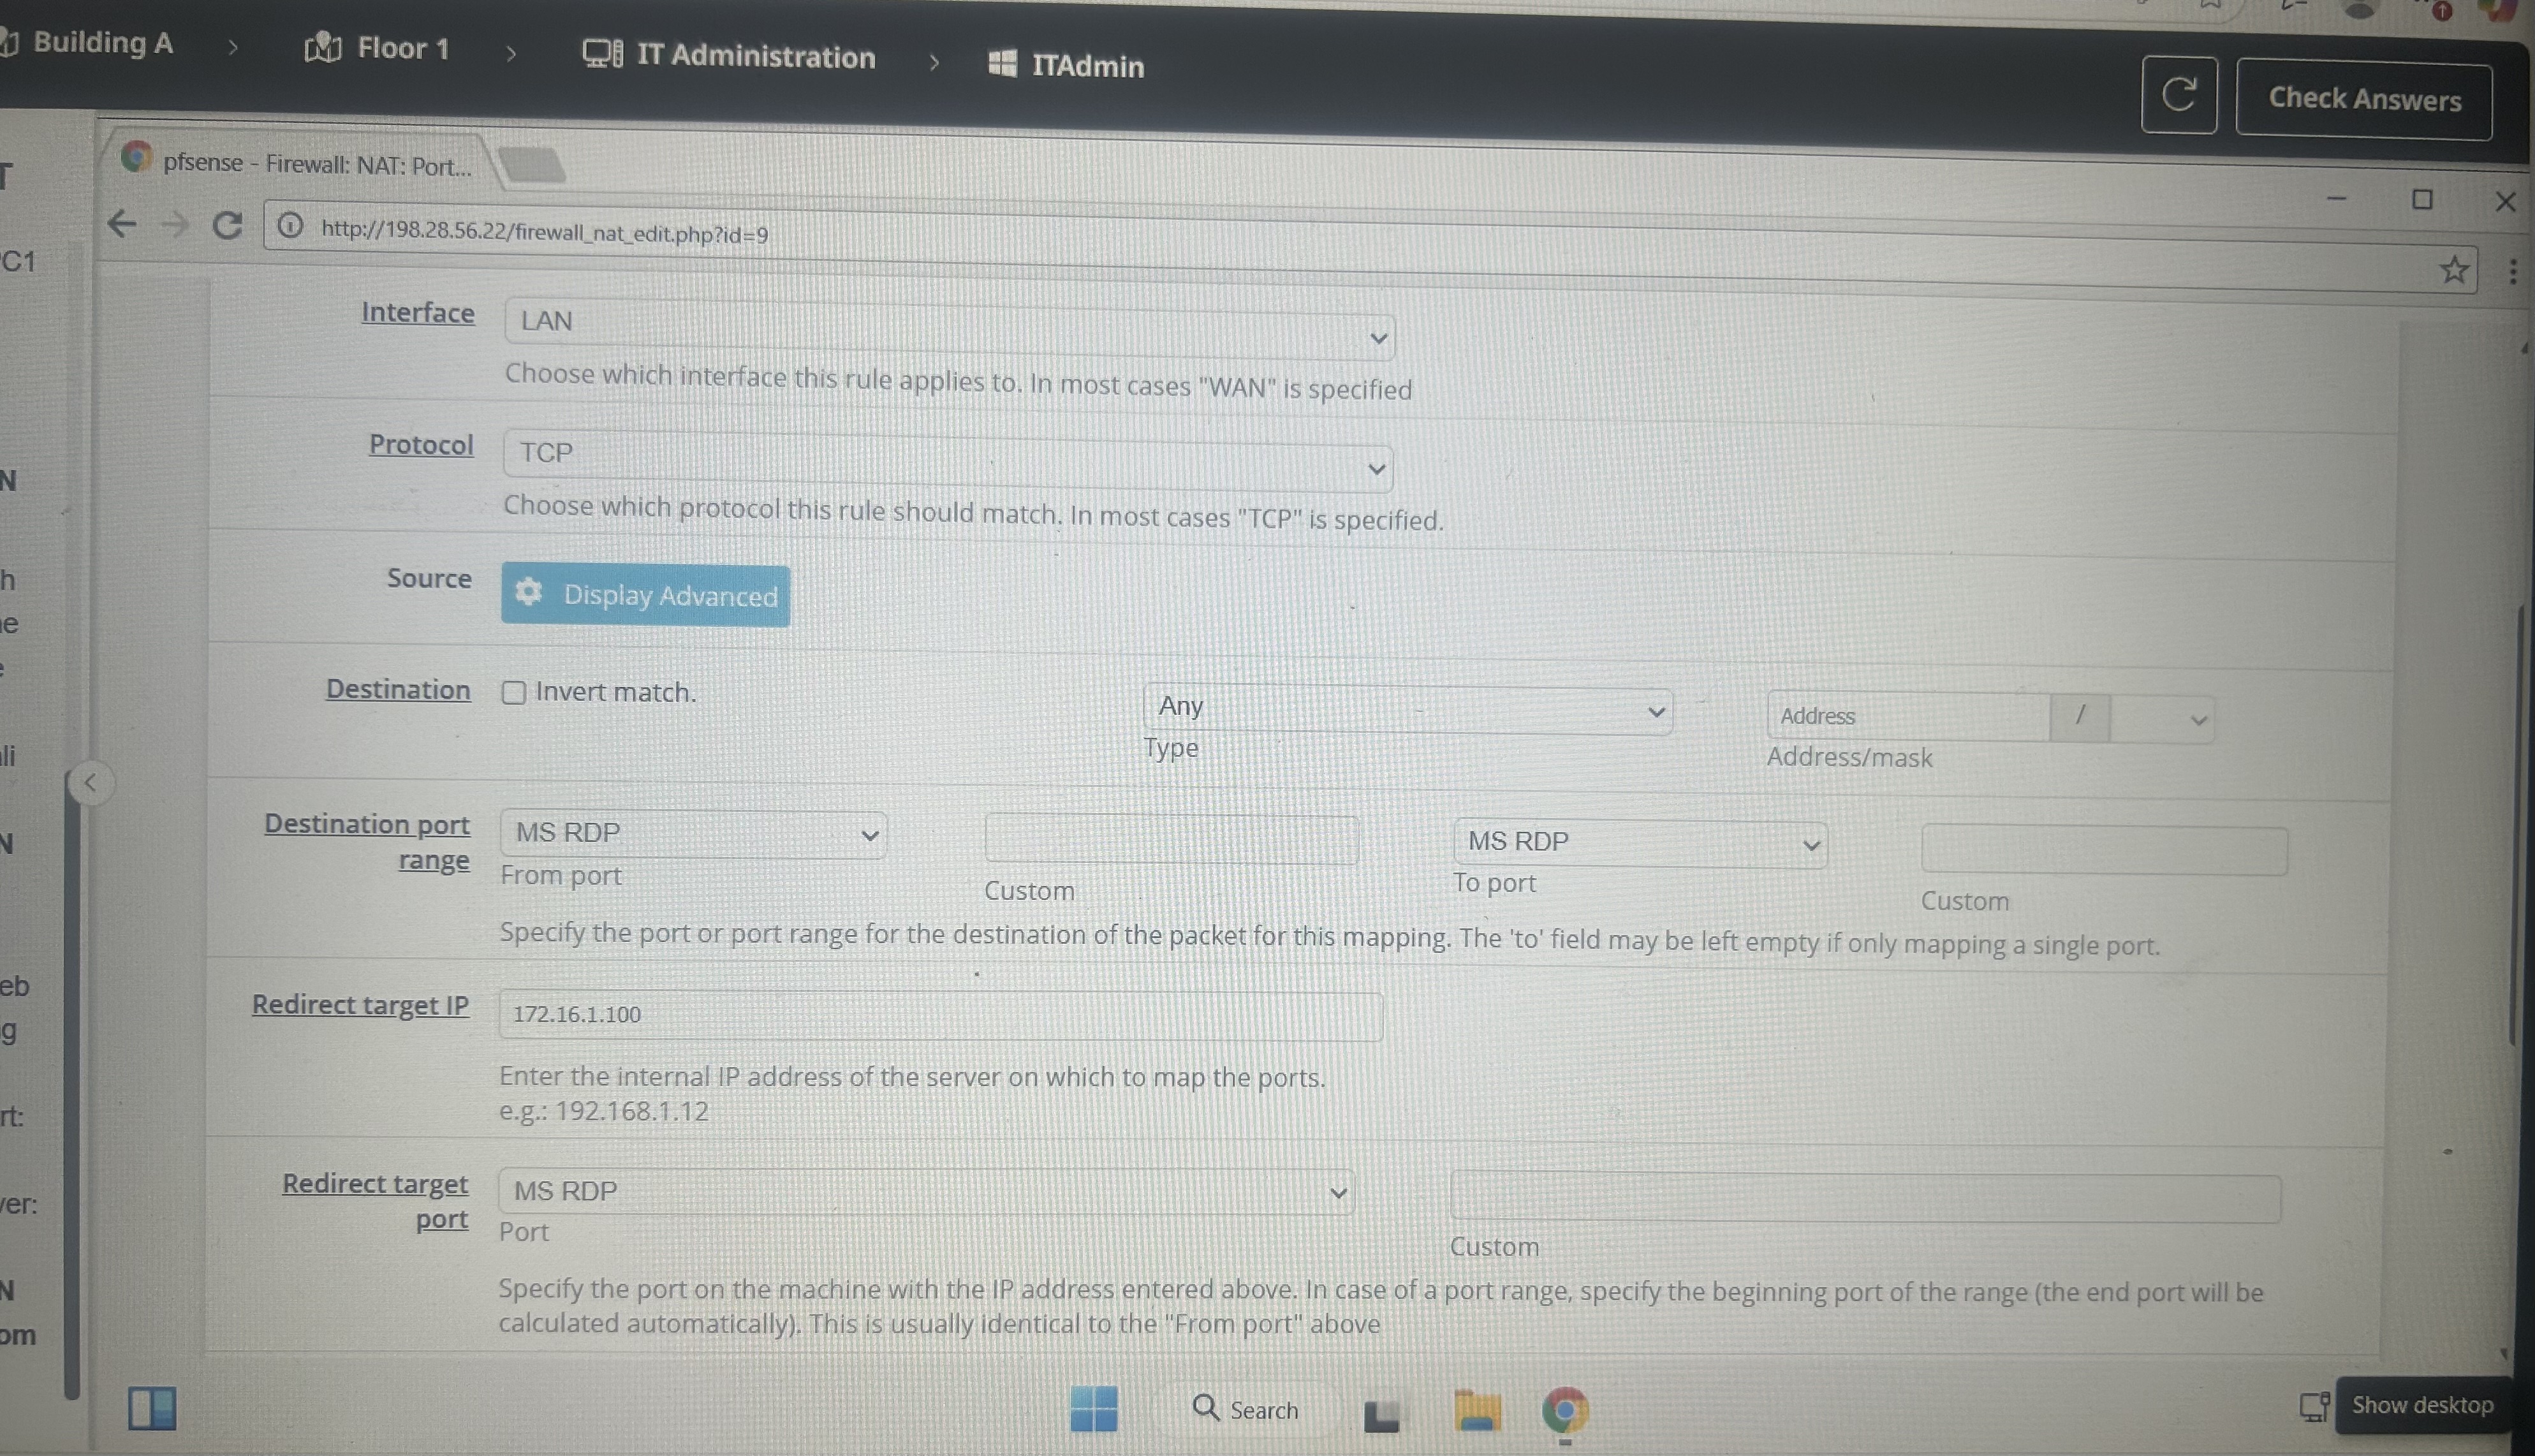 Building A > Floor 1 > IT Administration > ITAdmin
Check Answers
pfsense - Firewall: NAT: Port...
http://198.28.56.22/firewall_nat_edit.php?id=9
T
C1
N
h
e
li
N
eb
g
rt:
ver:
N
om
Interface LAN
Choose which interface this rule applies to. In most cases "WAN" is specified
Protocol TCP
Choose which protocol this rule should match. In most cases "TCP" is specified.
Source Display Advanced
Destination Invert match. Any Address /
Type Address/mask
Destination port range MS RDP MS RDP
From port Custom To port Custom
Specify the port or port range for the destination of the packet for this mapping. The 'to' field may be left empty if only mapping a single port.
Redirect target IP 172.16.1.100
Enter the internal IP address of the server on which to map the ports.
e.g.: 192.168.1.12
Redirect target port MS RDP
Port Custom
Specify the port on the machine with the IP address entered above. In case of a port range, specify the beginning port of the range (the end port will be
calculated automatically). This is usually identical to the "From port" above
Search
Show desktop